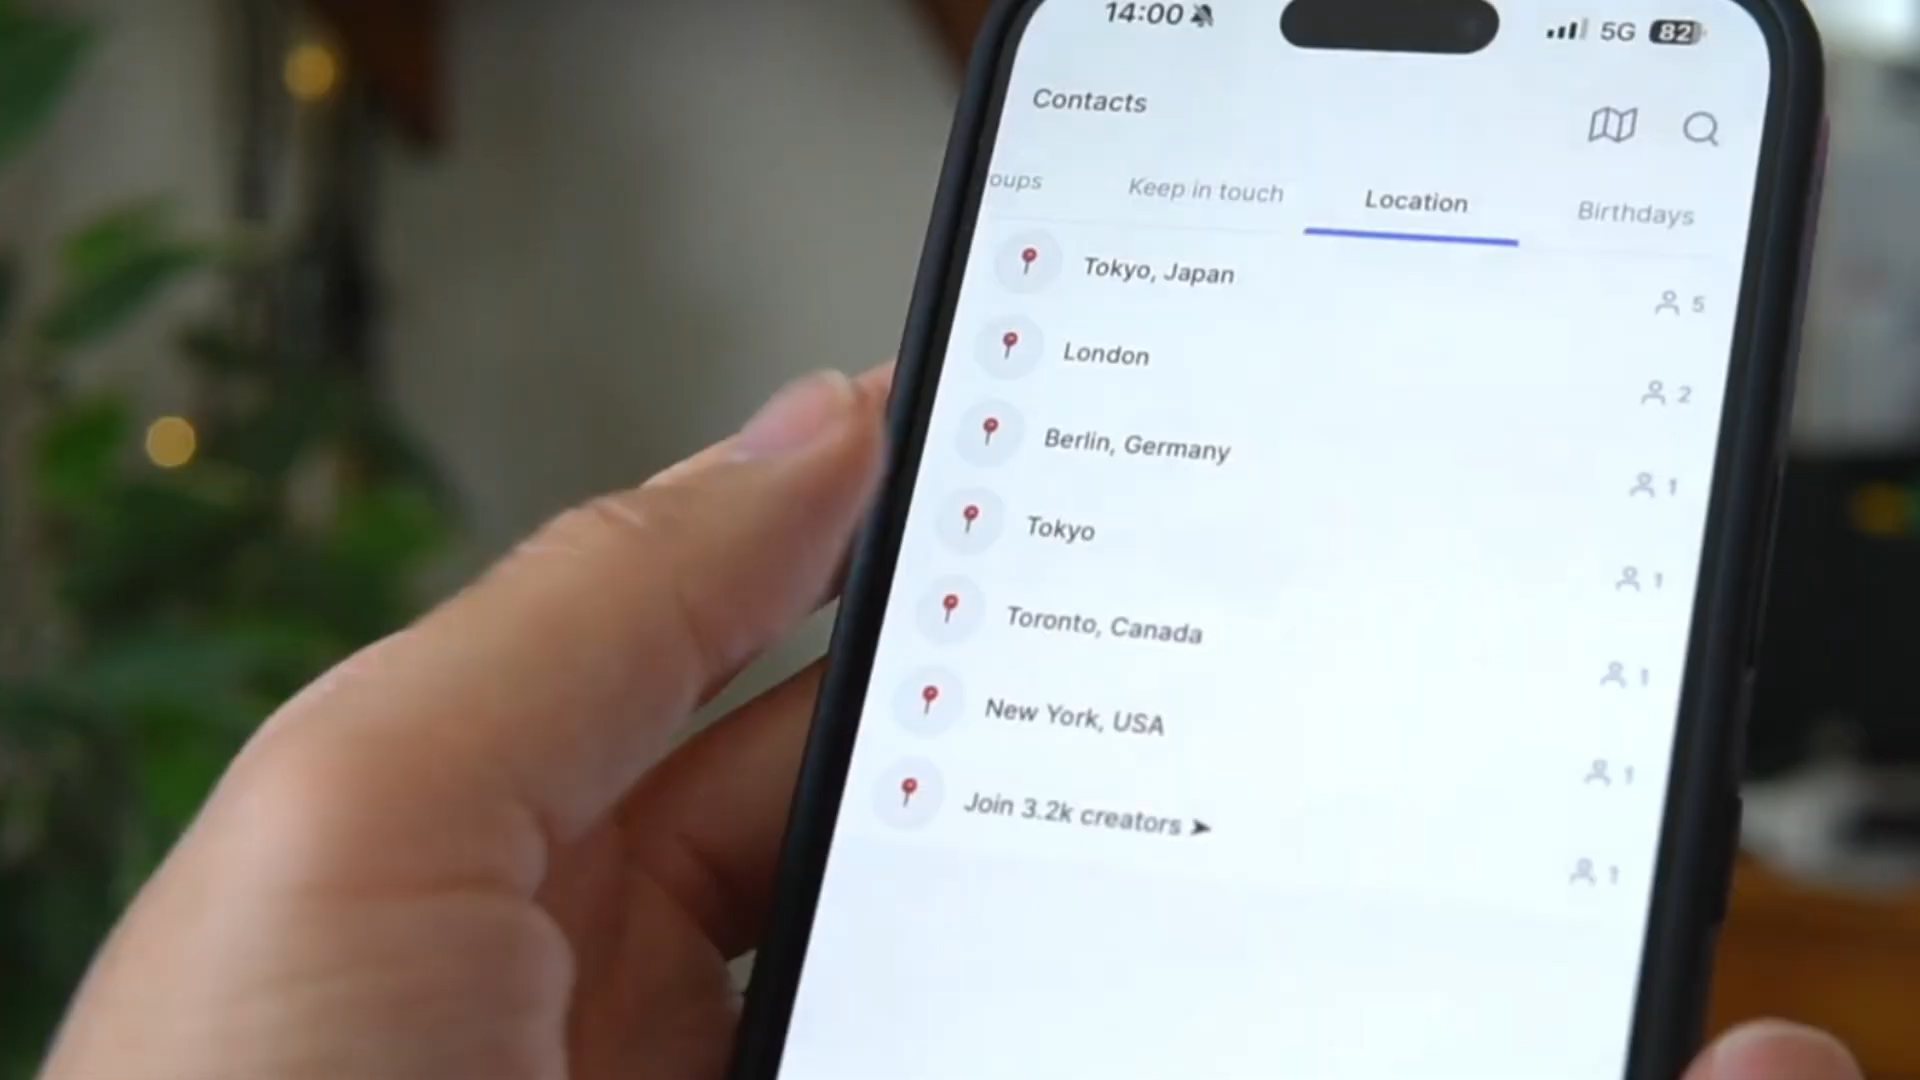 14:00
5G 82
Contacts
oups Keep in touch Location Birthdays
Tokyo, Japan 5
London 2
Berlin, Germany 1
Tokyo 1
Toronto, Canada 1
New York, USA 1
Join 3.2k creators ➤ 1